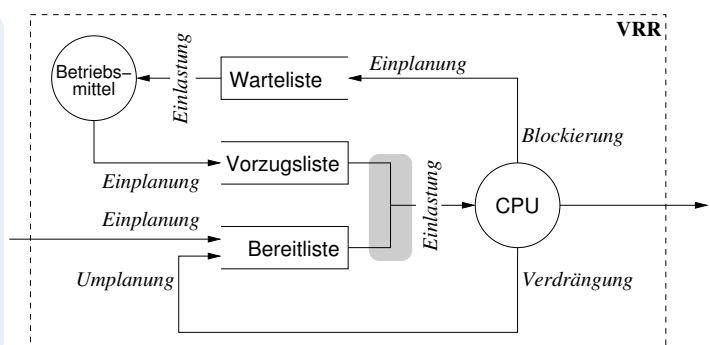 VRR
Betriebs–
mittel
Einlastung
Warteliste
Einplanung
Blockierung
Vorzugsliste
Einplanung
Einplanung
Einlastung
CPU
Bereitliste
Umplanung
Verdrängung